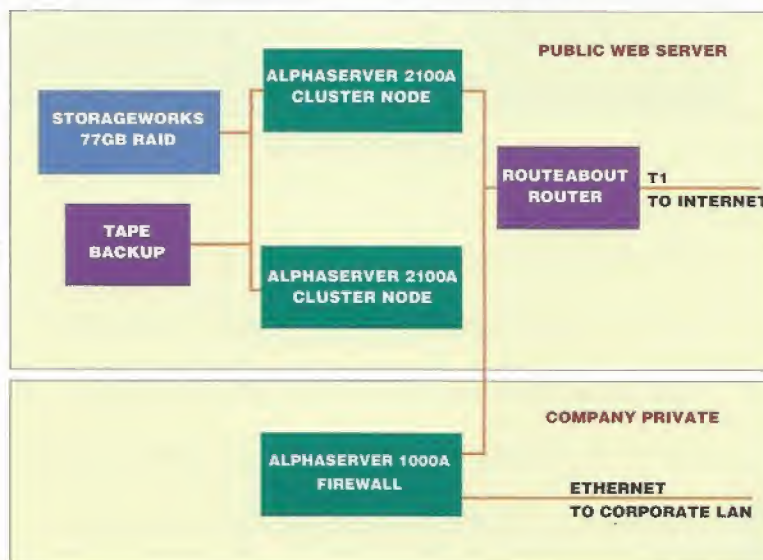 PUBLIC WEB SERVER
ALPHASERVER 2100A
CLUSTER NODE
STORAGEWORKS
77GB RAID
ROUTEABOUT
ROUTER
T1
TO INTERNET
TAPE
BACKUP
ALPHASERVER 2100A
CLUSTER NODE
COMPANY PRIVATE
ALPHASERVER 1000A
FIREWALL
ETHERNET
TO CORPORATE LAN